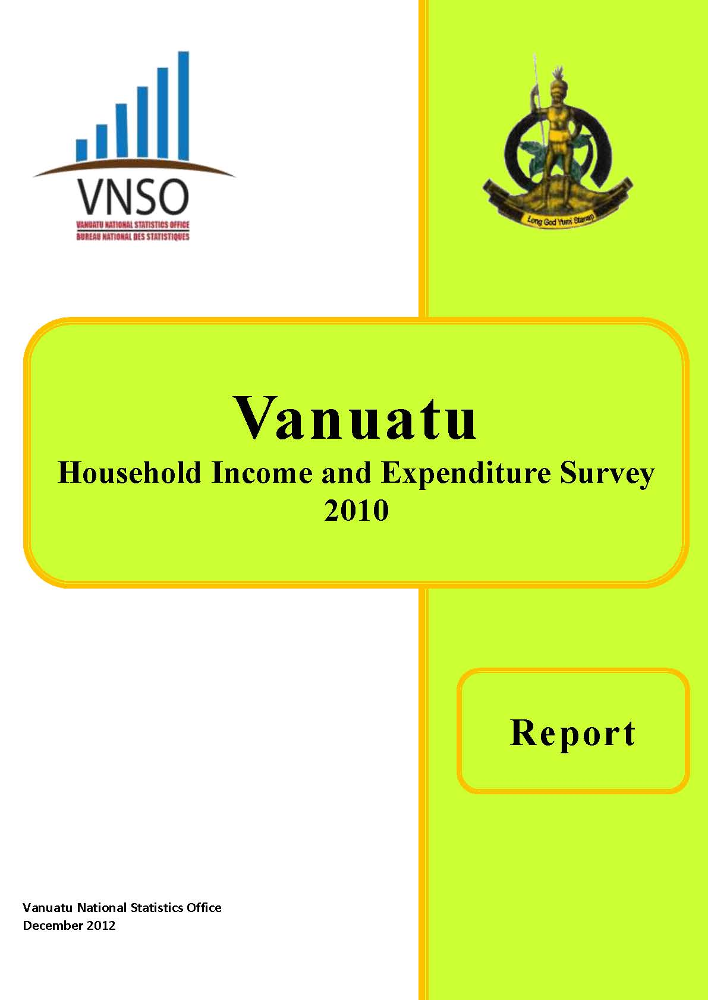 VNSO
VANUATU NATIONAL STATISTICS OFFICE
BUREAU NATIONAL DES STATISTIQUES
Long God Yumi Stanap
Vanuatu
Household Income and Expenditure Survey
2010
Report
Vanuatu National Statistics Office
December 2012